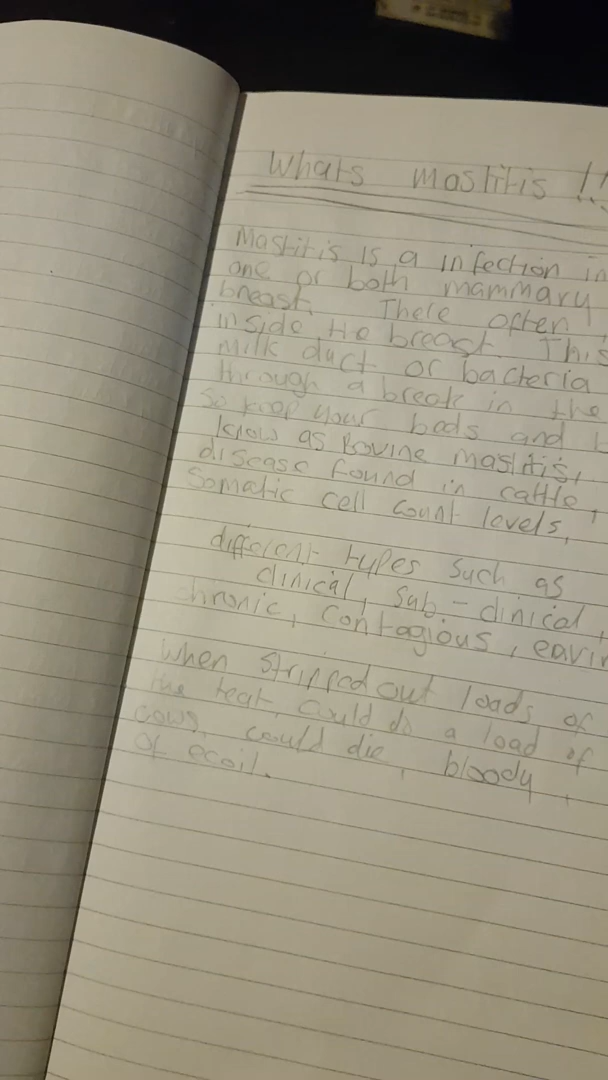 Whats mastitis !!
Mastitis is a infection in
one or both mammary
breast. There often
inside the breast. This
Milk duct or bacteria
through a break in the
So keep your beds and
know as Bovine mastitis,
disease found in cattle,
Somatic cell count levels,
different types such as
clinical, sub-clinical,
chronic, contagious,
When stripped out loads of
the teat, could do a load of
cows, could die, bloody,
of ecoil.